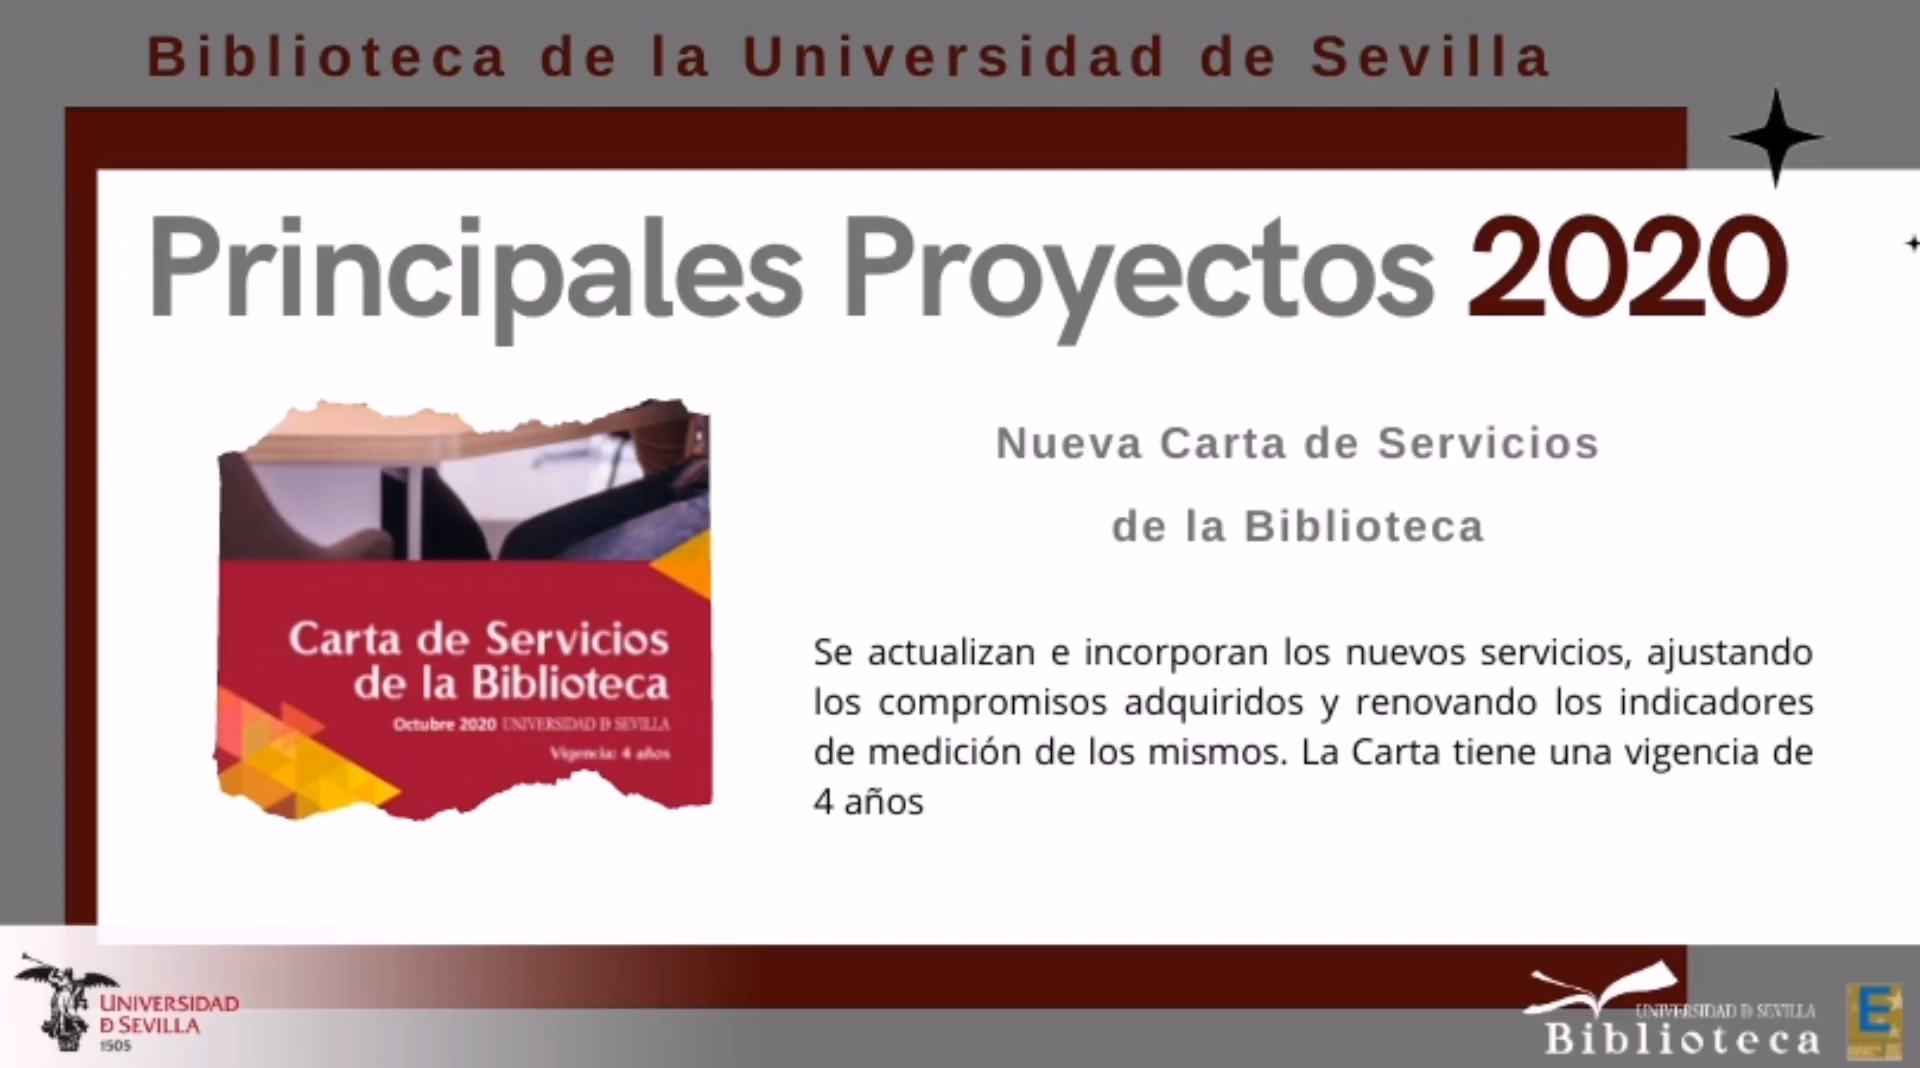 Biblioteca de la Universidad de Sevilla
Principales Proyectos 2020
Carta de Servicios
de la Biblioteca
Octubre 2020 UNIVERSIDAD D SEVILLA
Vigencia: 4 años
Nueva Carta de Servicios
de la Biblioteca
Se actualizan e incorporan los nuevos servicios, ajustando
los compromisos adquiridos y renovando los indicadores
de medición de los mismos. La Carta tiene una vigencia de
4 años
UNIVERSIDAD
D SEVILLA
1505
UNIVERSIDAD D SEVILLA
Biblioteca
E